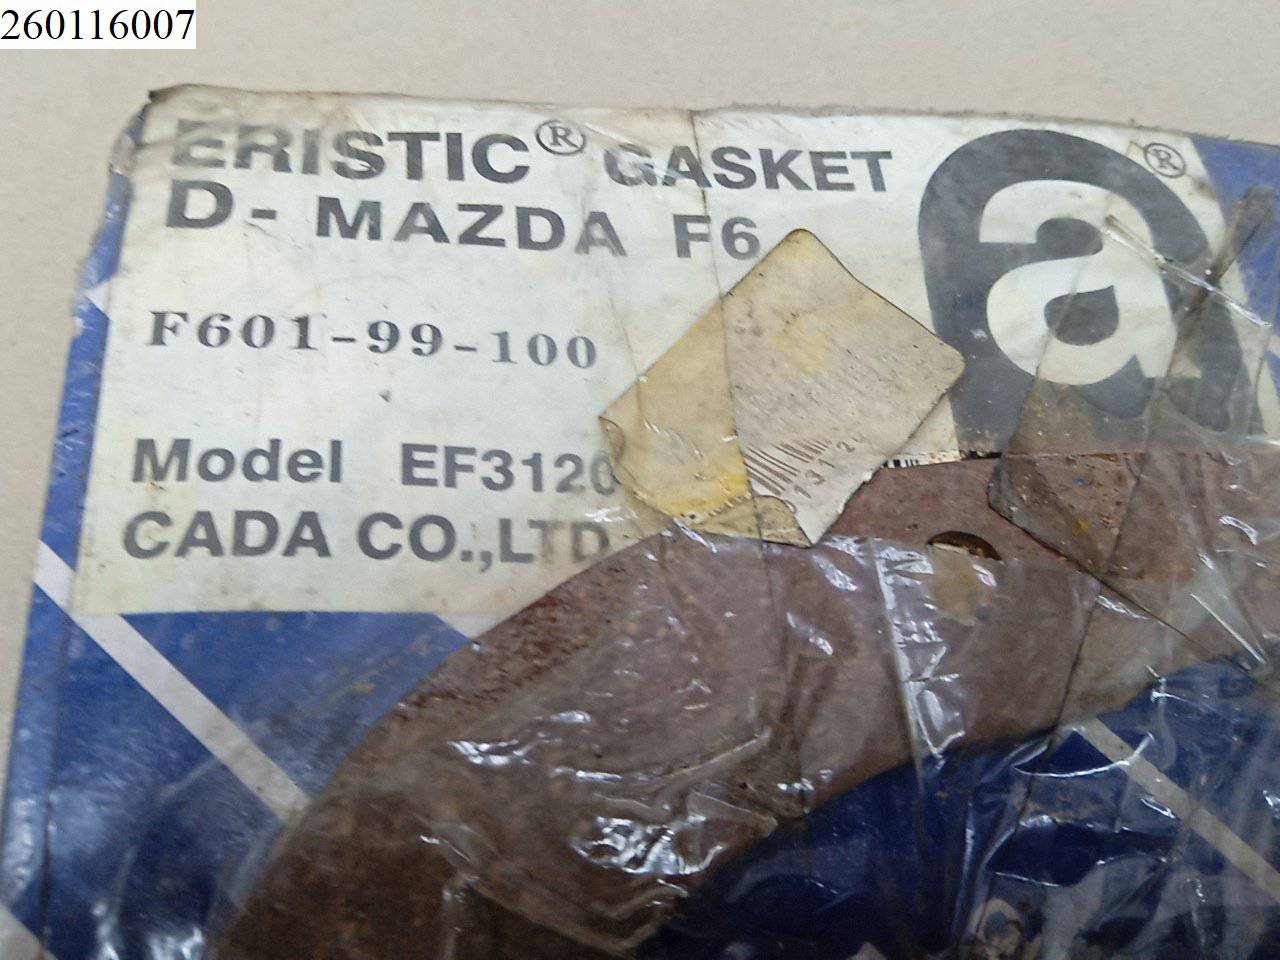 260116007
ERISTIC® GASKET
D- MAZDA F6
F601-99-100
Model EF3120
CADA CO.,LTD
a
®